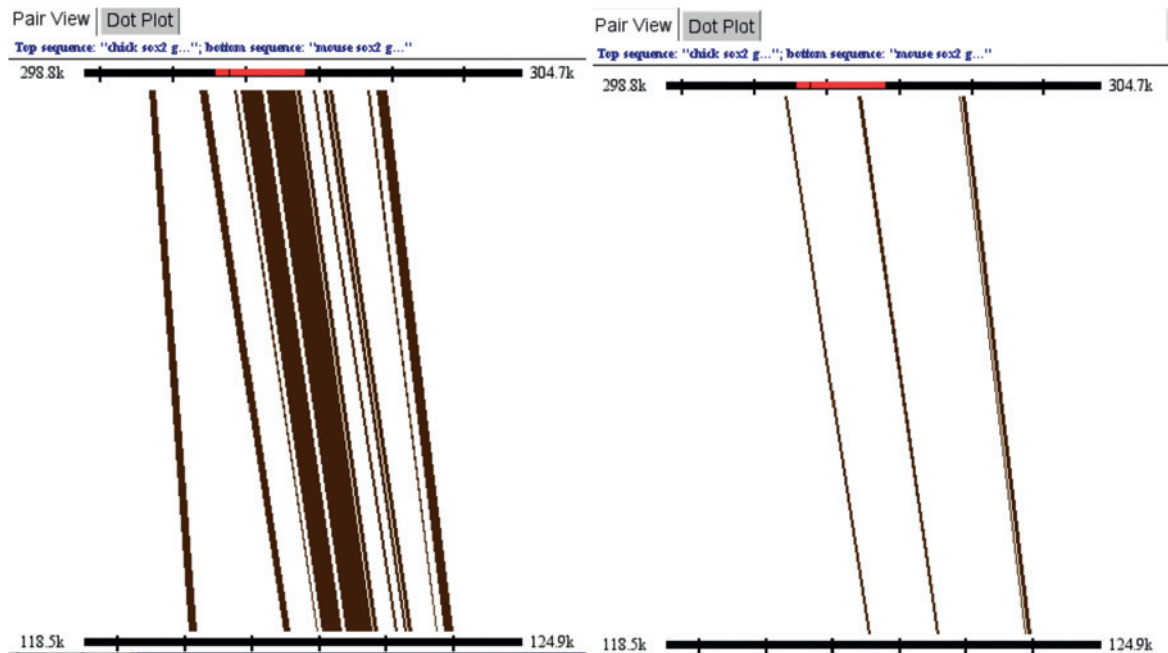 Pair View Dot Plot
Top sequence: "chick sox2 g..."; bottom sequence: "mouse sox2 g..."
298.8k 304.7k
118.5k 124.9k
Pair View Dot Plot
Top sequence: "chick sox2 g..."; bottom sequence: "mouse sox2 g..."
298.8k 304.7k
118.5k 124.9k